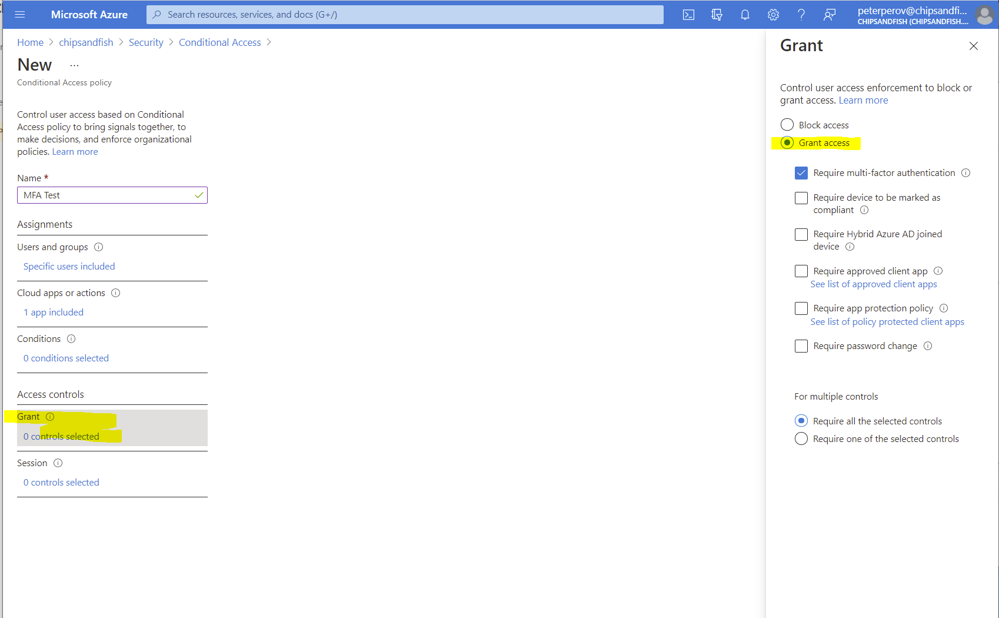 Microsoft Azure
Search resources, services, and docs (G+/)
peterperov@chipsandfi...
CHIPSANDFISH (CHIPSANDFISH....
Home > chipsandfish > Security > Conditional Access >
New ...
Conditional Access policy
Control user access based on Conditional
Access policy to bring signals together, to
make decisions, and enforce organizational
policies. Learn more
Name *
MFA Test
Assignments
Users and groups
Specific users included
Cloud apps or actions
1 app included
Conditions
0 conditions selected
Access controls
Grant
0 controls selected
Session
0 controls selected
Grant
Control user access enforcement to block or
grant access. Learn more
Block access
Grant access
Require multi-factor authentication
Require device to be marked as
compliant
Require Hybrid Azure AD joined
device
Require approved client app
See list of approved client apps
Require app protection policy
See list of policy protected client apps
Require password change
For multiple controls
Require all the selected controls
Require one of the selected controls